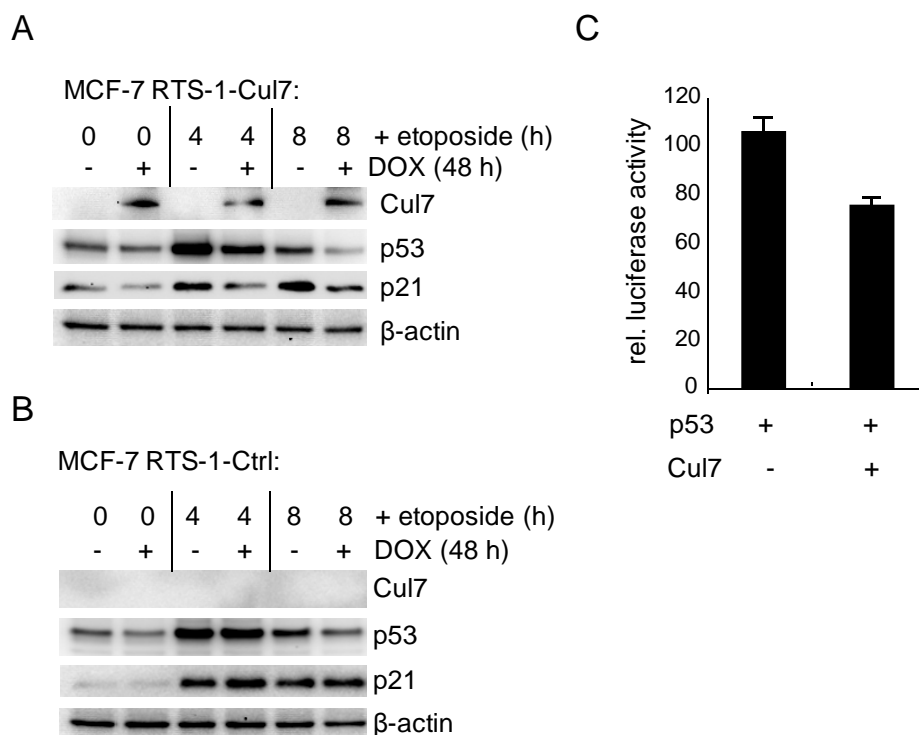 A
MCF-7 RTS-1-Cul7:
0 0 4 4 8 8 + etoposide (h)
- + - + - + DOX (48 h)
Cul7
p53
p21
β-actin
B
MCF-7 RTS-1-Ctrl:
0 0 4 4 8 8 + etoposide (h)
- + - + - + DOX (48 h)
Cul7
p53
p21
β-actin
C
rel. luciferase activity
120
100
80
60
40
20
0
p53 + +
Cul7 - +